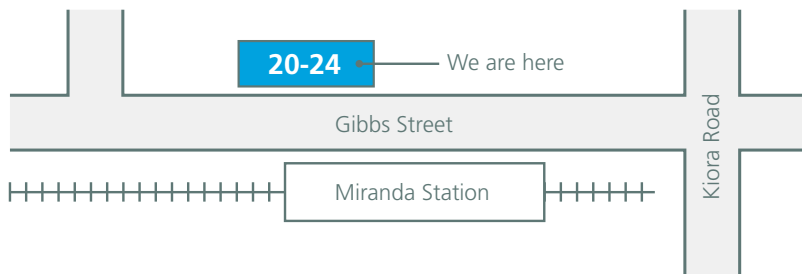 20-24
We are here
Gibbs Street
Kiora Road
Miranda Station